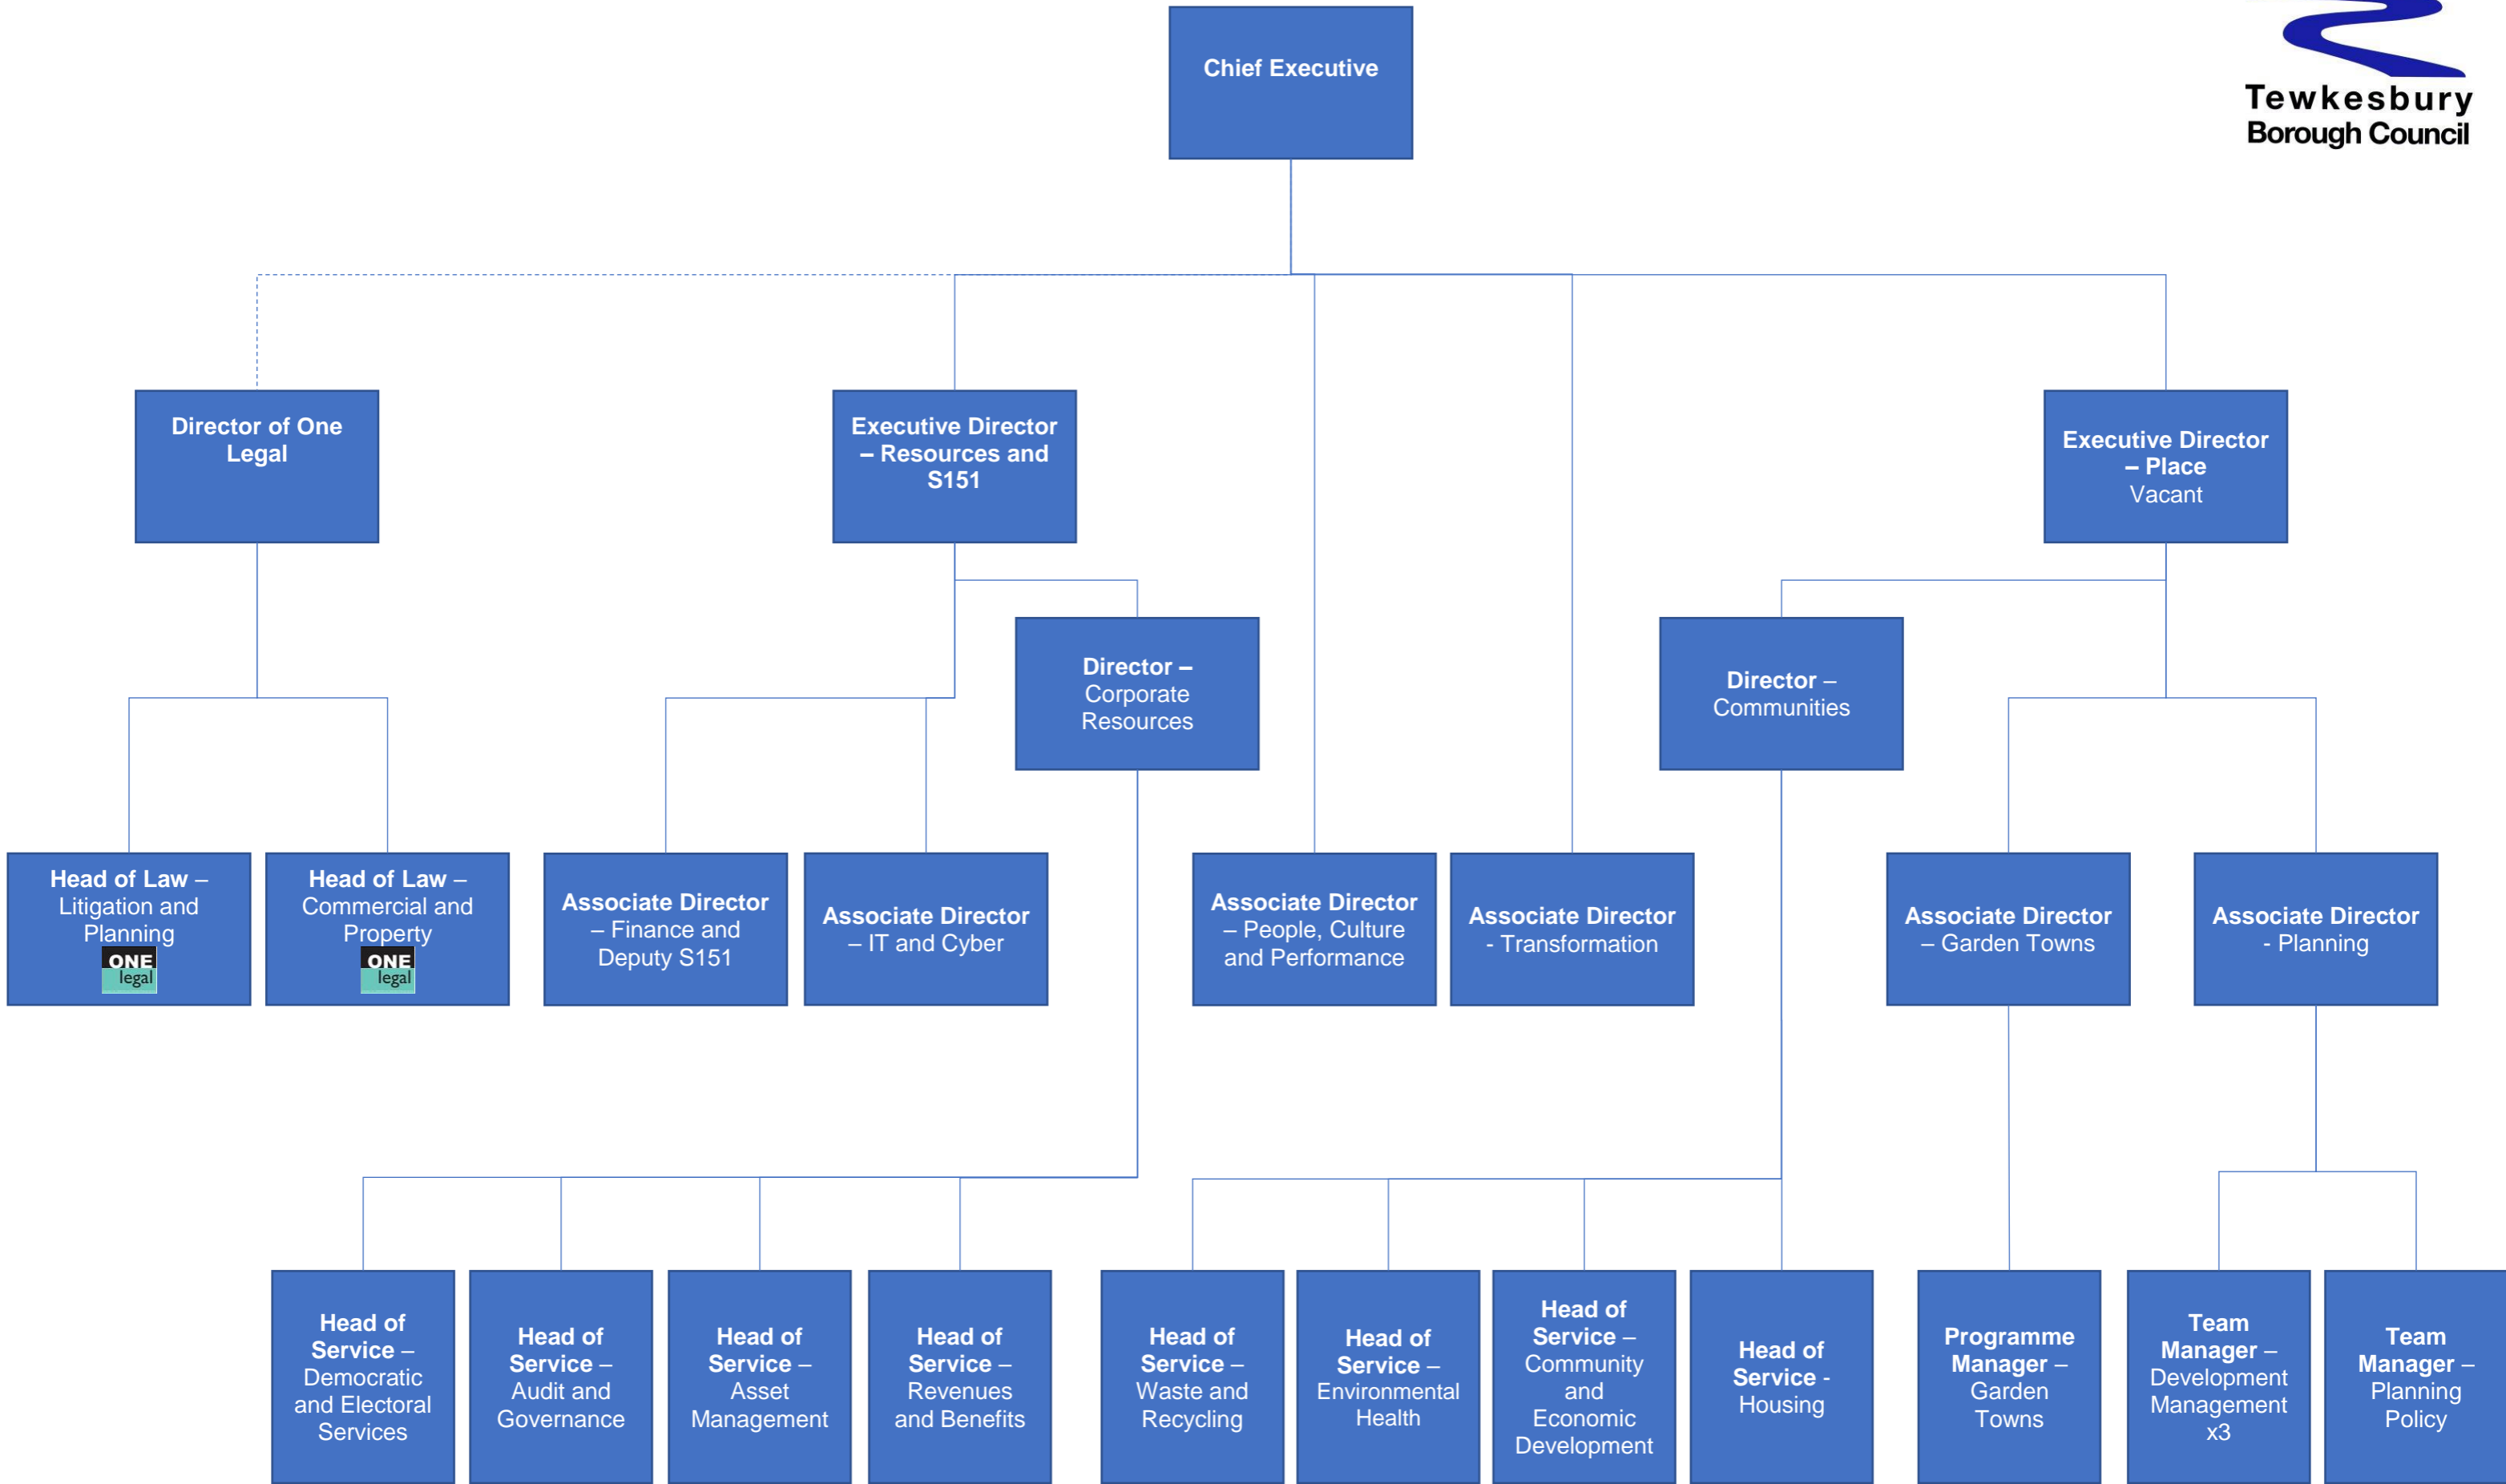 Chief Executive
Tewkesbury
Borough Council
Director of One
Legal
Executive Director
– Resources and
S151
Executive Director
– Place
Vacant
Director –
Corporate
Resources
Director –
Communities
Head of Law –
Litigation and
Planning
ONE
legal
Head of Law –
Commercial and
Property
ONE
legal
Associate Director
– Finance and
Deputy S151
Associate Director
– IT and Cyber
Associate Director
– People, Culture
and Performance
Associate Director
- Transformation
Associate Director
– Garden Towns
Associate Director
- Planning
Head of
Service –
Democratic
and Electoral
Services
Head of
Service –
Audit and
Governance
Head of
Service –
Asset
Management
Head of
Service –
Revenues
and Benefits
Head of
Service –
Waste and
Recycling
Head of
Service –
Environmental
Health
Head of
Service –
Community
and
Economic
Development
Head of
Service -
Housing
Programme
Manager –
Garden
Towns
Team
Manager –
Development
Management
x3
Team
Manager –
Planning
Policy